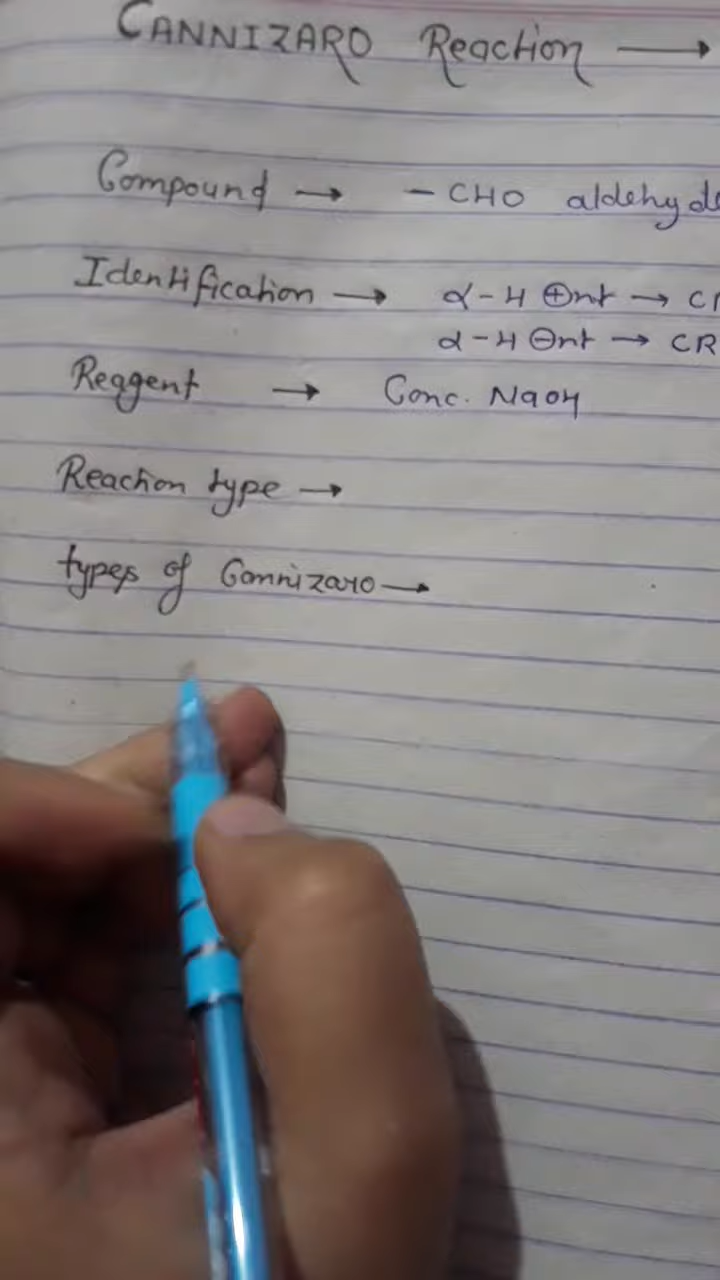 CANNIZARO Reaction →
Compound → - CHO aldehyde
Identification → α-H ⊕nt →
α-H ⊖nt → CR
Reagent → Conc. NaOH
Reaction type →
types of Cannizaro →